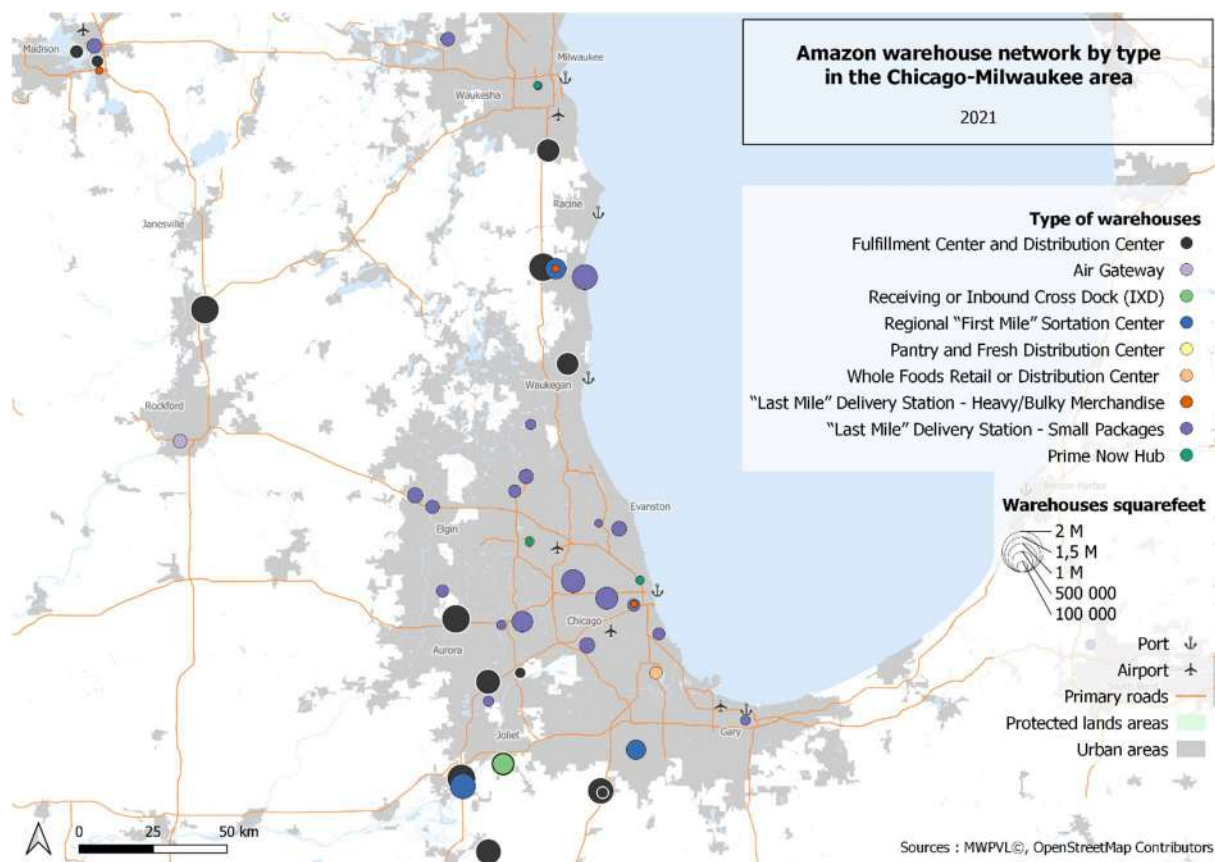 Amazon warehouse network by type
in the Chicago-Milwaukee area
2021
Madison
Milwaukee
Waukesha
Racine
Janesville
Waukegan
Rockford
Evanston
Elgin
Chicago
Aurora
Joliet
Gary
Type of warehouses
Fulfillment Center and Distribution Center
Air Gateway
Receiving or Inbound Cross Dock (IXD)
Regional “First Mile” Sortation Center
Pantry and Fresh Distribution Center
Whole Foods Retail or Distribution Center
“Last Mile” Delivery Station - Heavy/Bulky Merchandise
“Last Mile” Delivery Station - Small Packages
Prime Now Hub
Benton Harbor
Warehouses squarefeet
2 M
1,5 M
1 M
500 000
100 000
Port
Airport
Primary roads
Protected lands areas
Urban areas
0 25 50 km
Sources : MWPVL©, OpenStreetMap Contributors